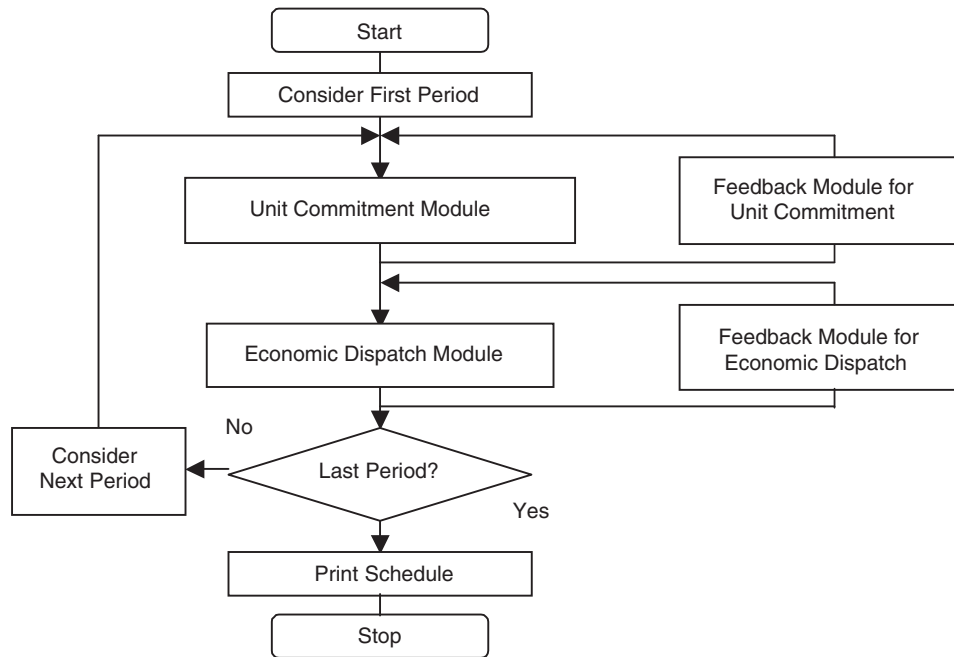 Start
Consider First Period
Unit Commitment Module
Feedback Module for
Unit Commitment
Economic Dispatch Module
Feedback Module for
Economic Dispatch
No
Consider
Next Period
Last Period?
Yes
Print Schedule
Stop